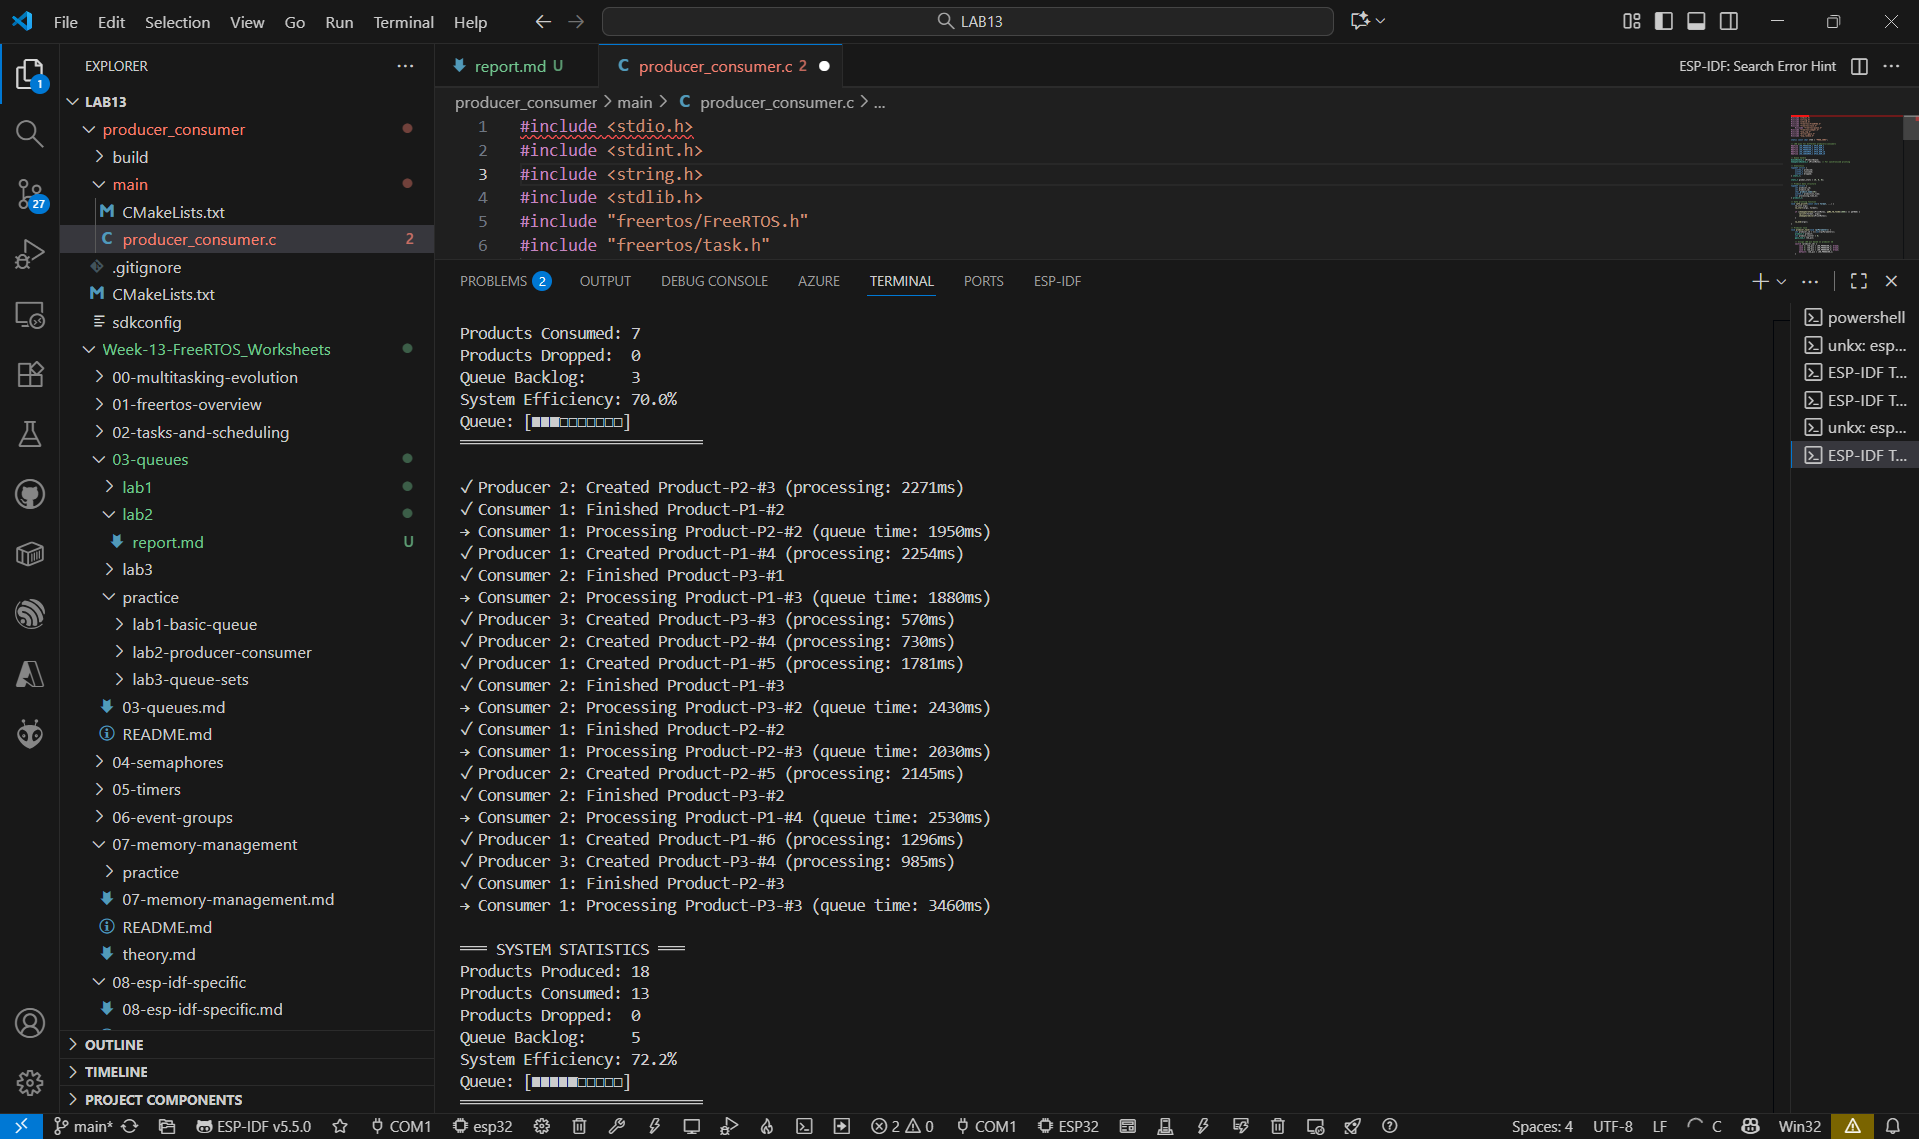 File Edit Selection View Go Run Terminal Help
LAB13
EXPLORER
LAB13
producer_consumer
build
main
CMakeLists.txt
producer_consumer.c 2
.gitignore
CMakeLists.txt
sdkconfig
Week-13-FreeRTOS_Worksheets
00-multitasking-evolution
01-freertos-overview
02-tasks-and-scheduling
03-queues
lab1
lab2
report.md U
lab3
practice
lab1-basic-queue
lab2-producer-consumer
lab3-queue-sets
03-queues.md
README.md
04-semaphores
05-timers
06-event-groups
07-memory-management
practice
07-memory-management.md
README.md
theory.md
08-esp-idf-specific
08-esp-idf-specific.md
OUTLINE
TIMELINE
PROJECT COMPONENTS
1
27
report.md U
producer_consumer.c 2
ESP-IDF: Search Error Hint
producer_consumer > main > C producer_consumer.c > ...
1 #include <stdio.h>
2 #include <stdint.h>
3 #include <string.h>
4 #include <stdlib.h>
5 #include "freertos/FreeRTOS.h"
6 #include "freertos/task.h"
PROBLEMS 2 OUTPUT DEBUG CONSOLE AZURE TERMINAL PORTS ESP-IDF
Products Consumed: 7
Products Dropped: 0
Queue Backlog: 3
System Efficiency: 70.0%
Queue: [■■■□□□□□□□]
═══════════════════════════
✓ Producer 2: Created Product-P2-#3 (processing: 2271ms)
✓ Consumer 1: Finished Product-P1-#2
→ Consumer 1: Processing Product-P2-#2 (queue time: 1950ms)
✓ Producer 1: Created Product-P1-#4 (processing: 2254ms)
✓ Consumer 2: Finished Product-P3-#1
→ Consumer 2: Processing Product-P1-#3 (queue time: 1880ms)
✓ Producer 3: Created Product-P3-#3 (processing: 570ms)
✓ Producer 2: Created Product-P2-#4 (processing: 730ms)
✓ Producer 1: Created Product-P1-#5 (processing: 1781ms)
✓ Consumer 2: Finished Product-P1-#3
→ Consumer 2: Processing Product-P3-#2 (queue time: 2430ms)
✓ Consumer 1: Finished Product-P2-#2
→ Consumer 1: Processing Product-P2-#3 (queue time: 2030ms)
✓ Producer 2: Created Product-P2-#5 (processing: 2145ms)
✓ Consumer 2: Finished Product-P3-#2
→ Consumer 2: Processing Product-P1-#4 (queue time: 2530ms)
✓ Producer 1: Created Product-P1-#6 (processing: 1296ms)
✓ Producer 3: Created Product-P3-#4 (processing: 985ms)
✓ Consumer 1: Finished Product-P2-#3
→ Consumer 1: Processing Product-P3-#3 (queue time: 3460ms)
═══ SYSTEM STATISTICS ═══
Products Produced: 18
Products Consumed: 13
Products Dropped: 0
Queue Backlog: 5
System Efficiency: 72.2%
Queue: [■■■■■□□□□□]
═══════════════════════════
powershell
unkx: esp...
ESP-IDF T...
ESP-IDF T...
unkx: esp...
ESP-IDF T...
main* ESP-IDF v5.5.0 COM1 esp32 2 0 COM1 ESP32 Spaces: 4 UTF-8 LF C Win32